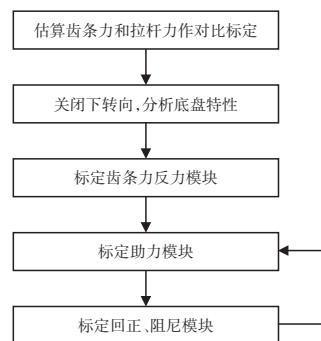 估算齿条力和拉杆力作对比标定
关闭下转向,分析底盘特性
标定齿条力反力模块
标定助力模块
标定回正、阻尼模块